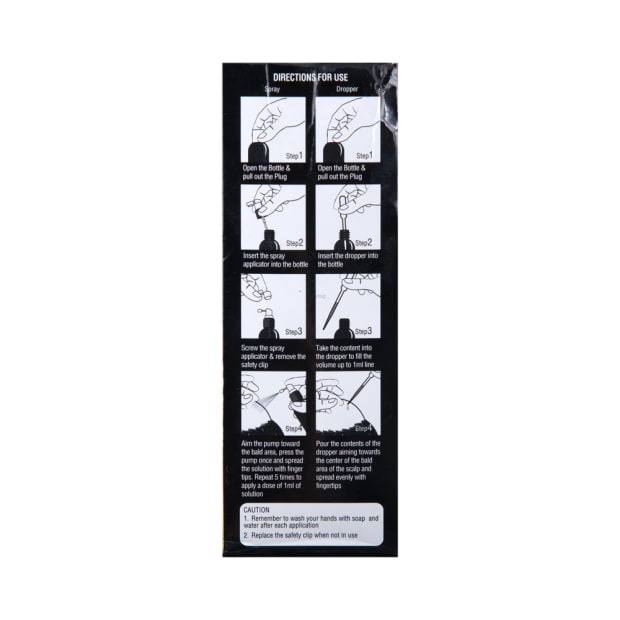 DIRECTIONS FOR USE
Spray
Step1
Open the Bottle &
pull out the Plug
Step2
Insert the spray
applicator into the bottle
Step3
Screw the spray
applicator & remove the
safety clip
Step4
Aim the pump toward
the bald area, press the
pump once and spread
the solution with finger
tips. Repeat 5 times to
apply a dose of 1ml of
solution
Dropper
Step1
Open the Bottle &
pull out the Plug
Step2
Insert the dropper into
the bottle
Step3
Take the content into
the dropper to fill the
volume up to 1ml line
Step4
Pour the contents of the
dropper aiming towards
the center of the bald
area of the scalp and
spread evenly with
fingertips
CAUTION
1. Remember to wash your hands with soap and
water after each application
2. Replace the safety clip when not in use